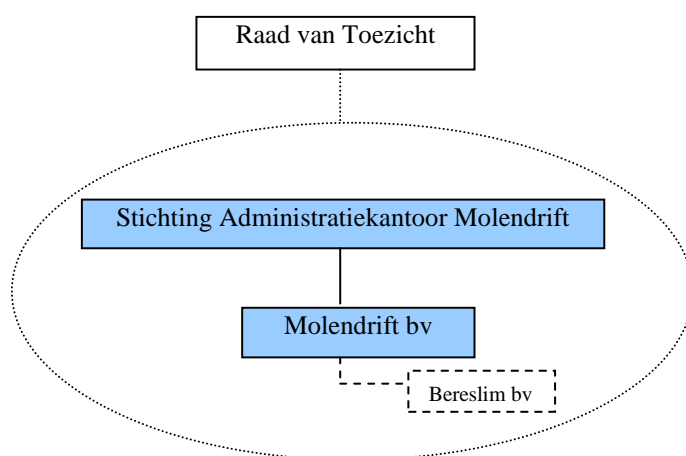 Raad van Toezicht
Stichting Administratiekantoor Molendrift
Molendrift bv
Bereslim bv